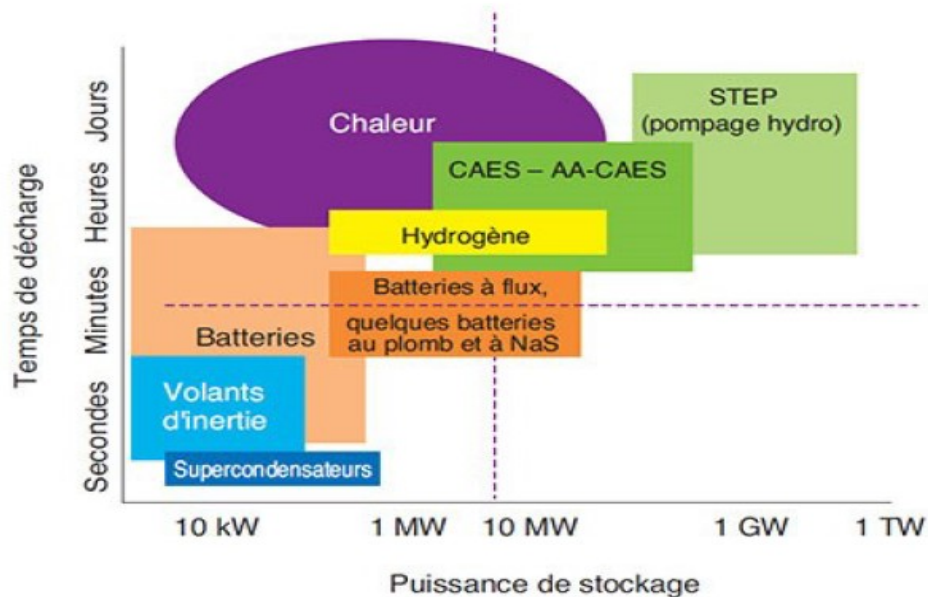 Temps de décharge
Jours
Heures
Minutes
Secondes
Chaleur
STEP
(pompage hydro)
CAES – AA-CAES
Hydrogène
Batteries à flux,
quelques batteries
au plomb et à NaS
Batteries
Volants
d'inertie
Supercondensateurs
10 kW
1 MW
10 MW
1 GW
1 TW
Puissance de stockage